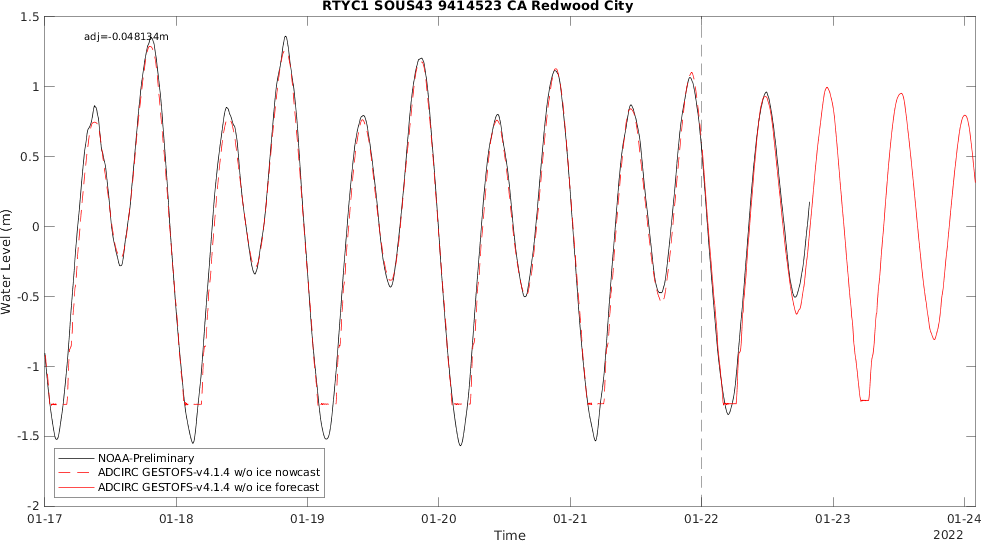 RTYC1 SOUS43 9414523 CA Redwood City
adj=-0.048134m
1.5
1
0.5
0
-0.5
-1
-1.5
-2
Water Level (m)
NOAA-Preliminary
ADCIRC GESTOFS-v4.1.4 w/o ice nowcast
ADCIRC GESTOFS-v4.1.4 w/o ice forecast
01-17 01-18 01-19 01-20 01-21 01-22 01-23 01-24
Time
2022